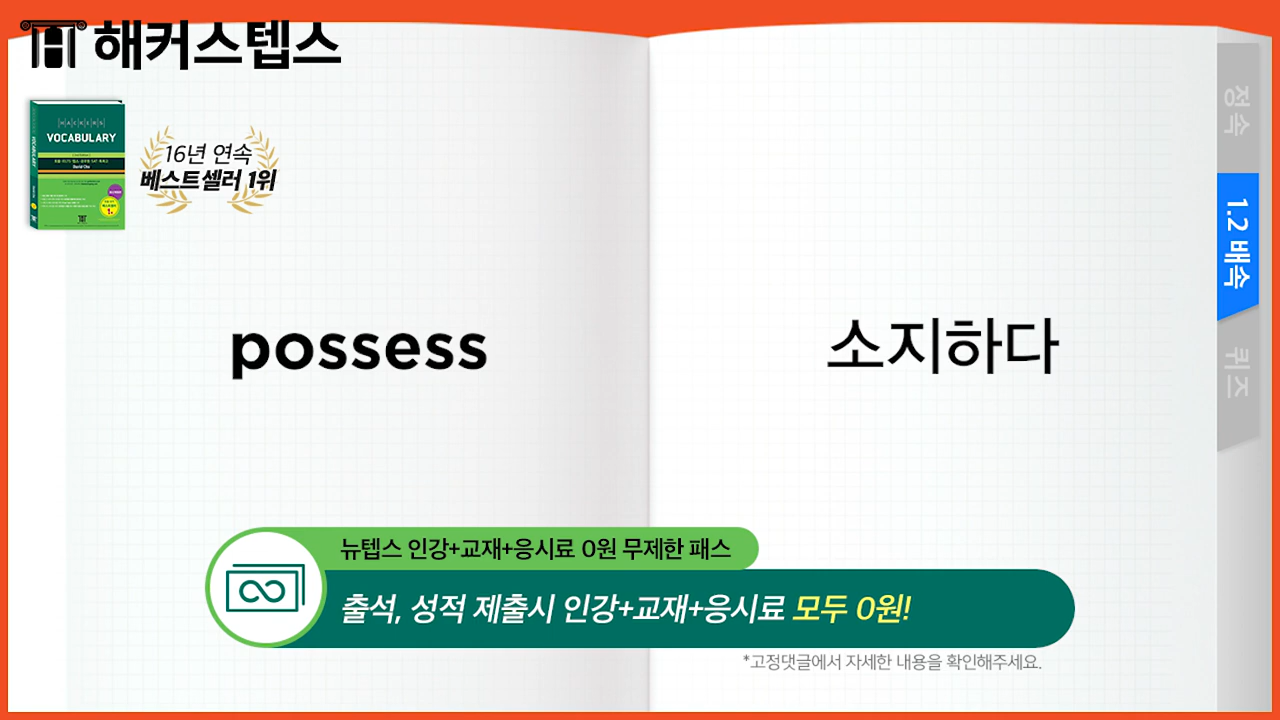 해커스텝스
HACKERS
VOCABULARY
VOCABULARY
David Cho
16년 연속
베스트셀러 1위
정속
1.2 배속
퀴즈
possess
소지하다
뉴텝스 인강+교재+응시료 0원 무제한 패스
출석, 성적 제출시 인강+교재+응시료 모두 0원!
*고정댓글에서 자세한 내용을 확인해주세요.